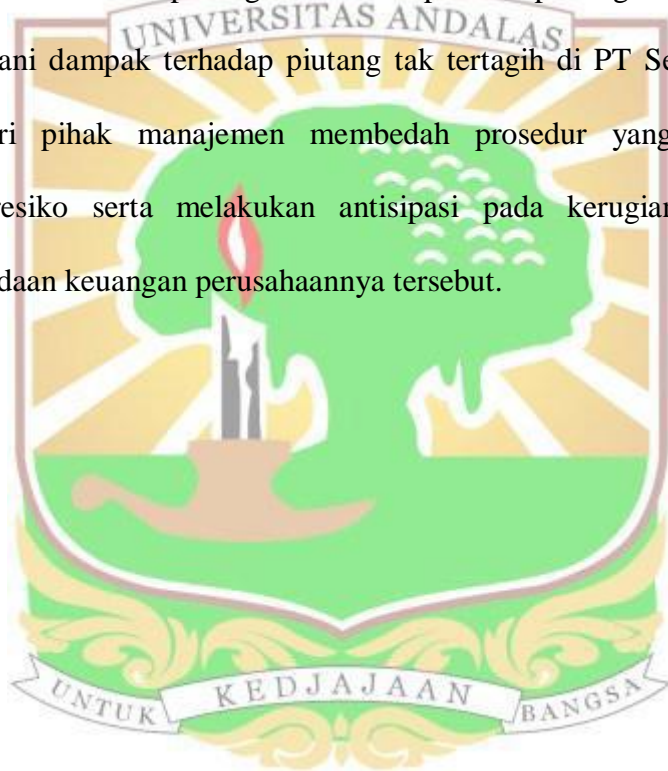 UNIVERSITAS ANDALAS
ani dampak terhadap piutang tak tertagih di PT Se
ri pihak manajemen membedah prosedur yang
resiko serta melakukan antisipasi pada kerugian
daan keuangan perusahaannya tersebut.
UNTUK KEDJAJAAN BANGSA